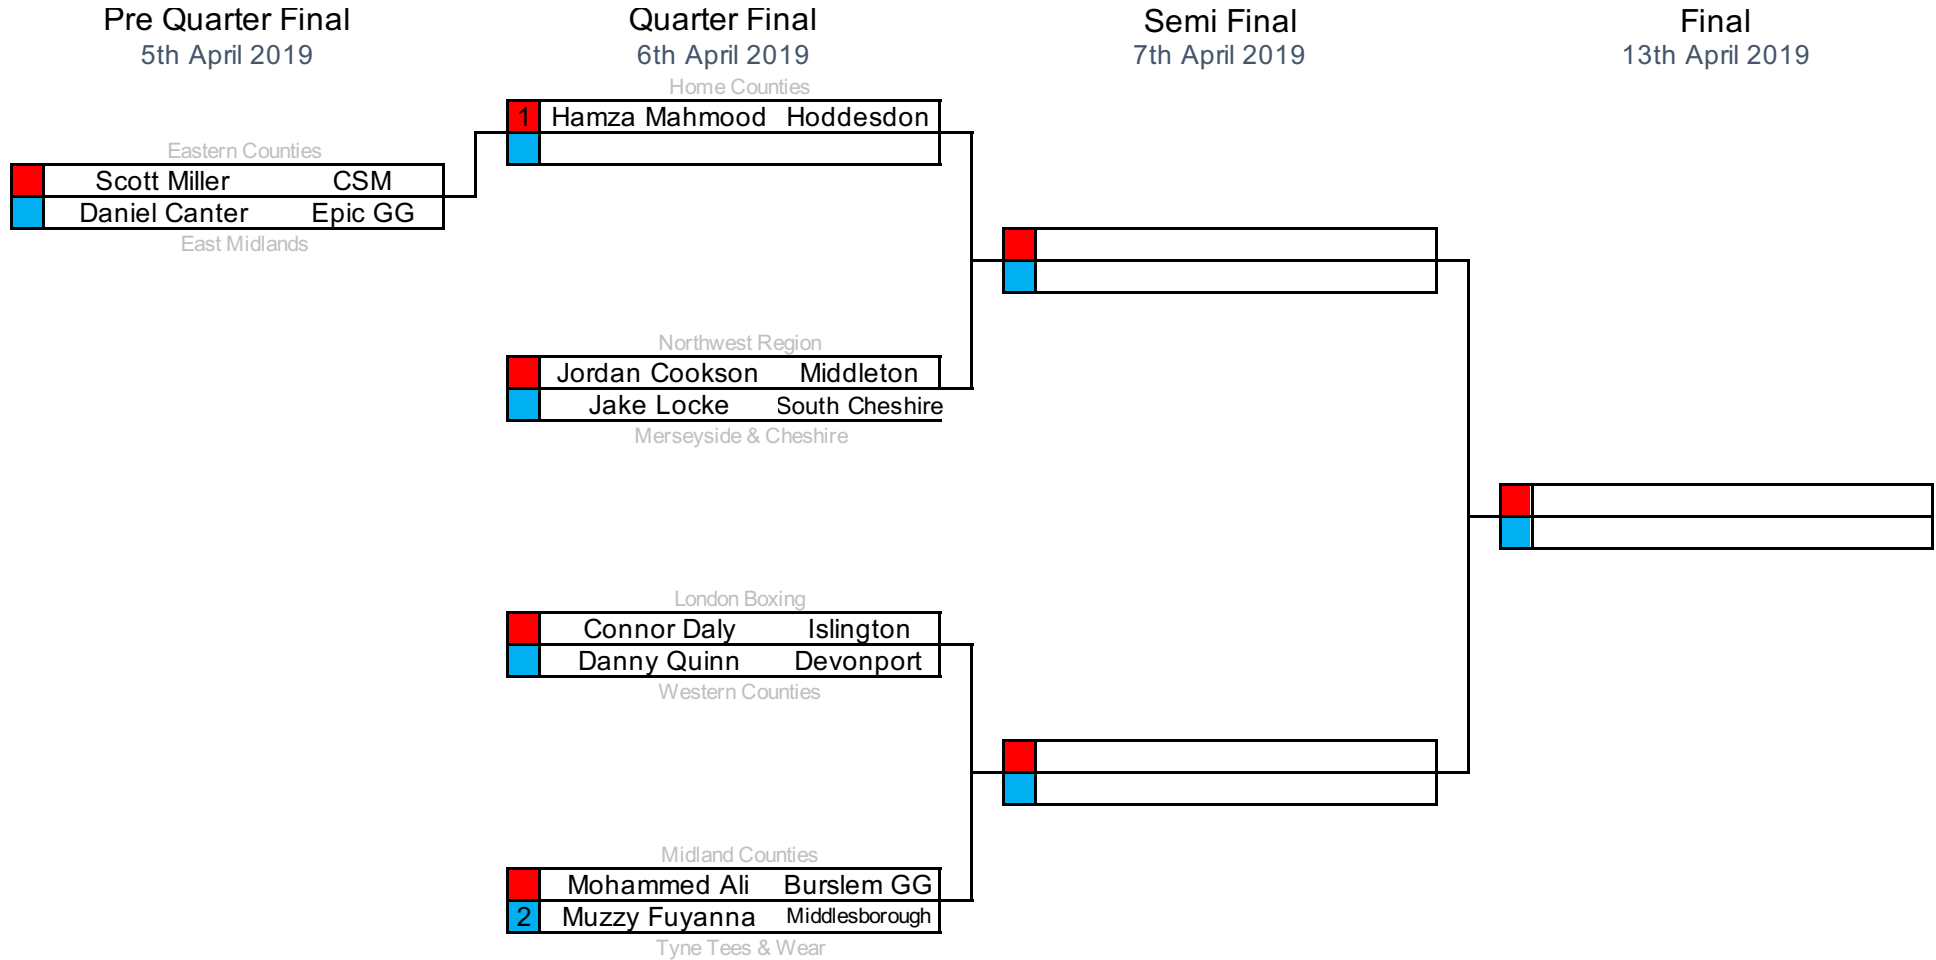 Pre Quarter Final
5th April 2019
Quarter Final
6th April 2019
Semi Final
7th April 2019
Final
13th April 2019
Eastern Counties
Scott Miller CSM
Daniel Canter Epic GG
East Midlands
Home Counties
1 Hamza Mahmood Hoddesdon
Northwest Region
Jordan Cookson Middleton
Jake Locke South Cheshire
Merseyside & Cheshire
London Boxing
Connor Daly Islington
Danny Quinn Devonport
Western Counties
Midland Counties
Mohammed Ali Burslem GG
2 Muzzy Fuyanna Middlesborough
Tyne Tees & Wear